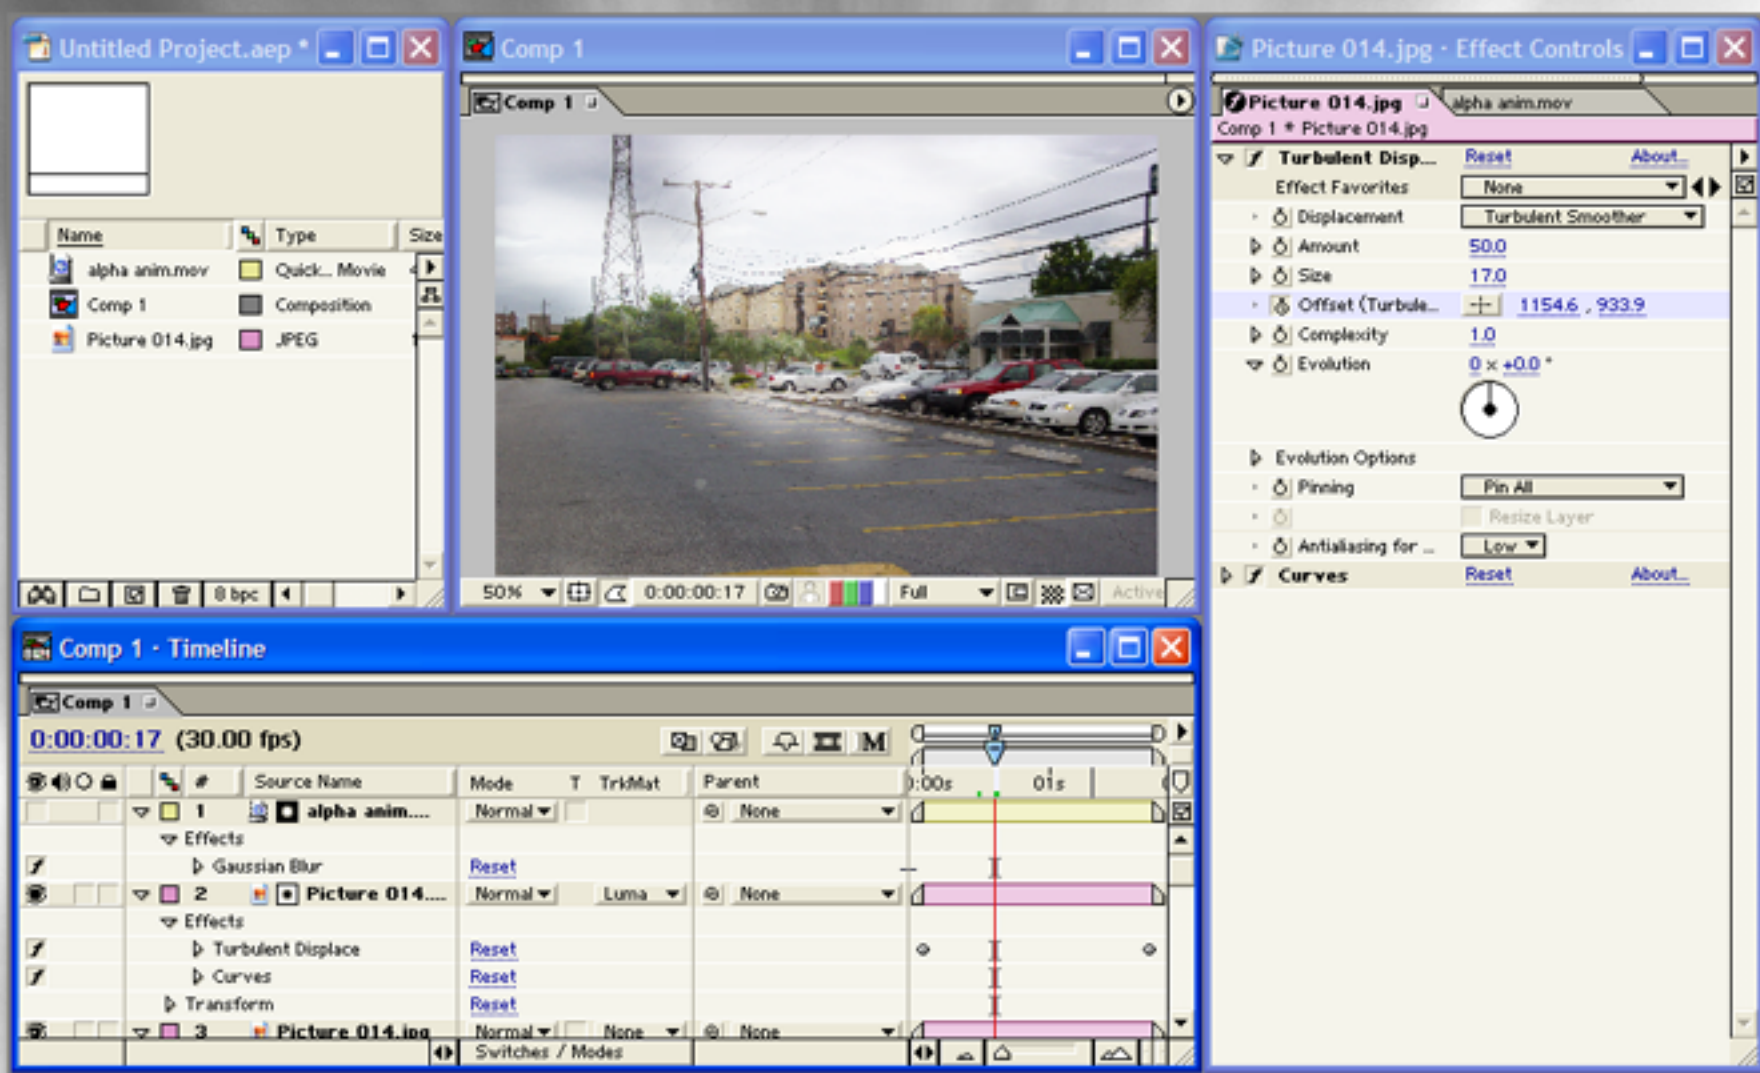 Untitled Project.aep *
Name Type Size
alpha anim.mov Quick... Movie
Comp 1 Composition
Picture 014.jpg JPEG
8 bpc
Comp 1
Comp 1
50% 0:00:00:17 Full Active
Picture 014.jpg · Effect Controls
Picture 014.jpg alpha anim.mov
Comp 1 * Picture 014.jpg
Turbulent Disp... Reset About...
Effect Favorites None
Displacement Turbulent Smoother
Amount 50.0
Size 17.0
Offset (Turbule... 1154.6 , 933.9
Complexity 1.0
Evolution 0 x +0.0 °
Evolution Options
Pinning Pin All
Resize Layer
Antialiasing for ... Low
Curves Reset About...
Comp 1 · Timeline
Comp 1
0:00:00:17 (30.00 fps) M
# Source Name Mode T TrkMat Parent ):00s 01s
1 alpha anim.... Normal None
Effects
Gaussian Blur Reset
2 Picture 014.... Normal Luma None
Effects
Turbulent Displace Reset
Curves Reset
Transform Reset
3 Picture 014.jpg Normal None None
Switches / Modes